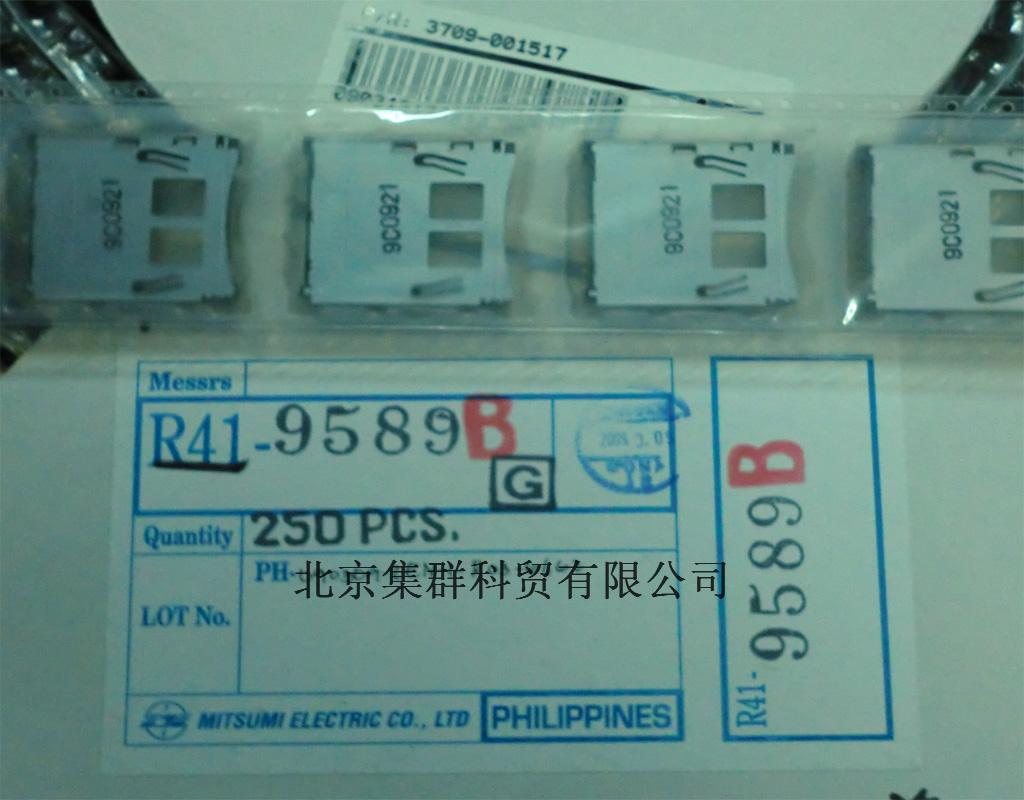 P/N: 3709-001517
9C0921
9C0921
9C0921
9C0921
Messrs
R41-9589B
G
Quantity
250 PCS.
PH-
北京集群科贸有限公司
LOT No.
MITSUMI ELECTRIC CO., LTD
PHILIPPINES
R41-9589B